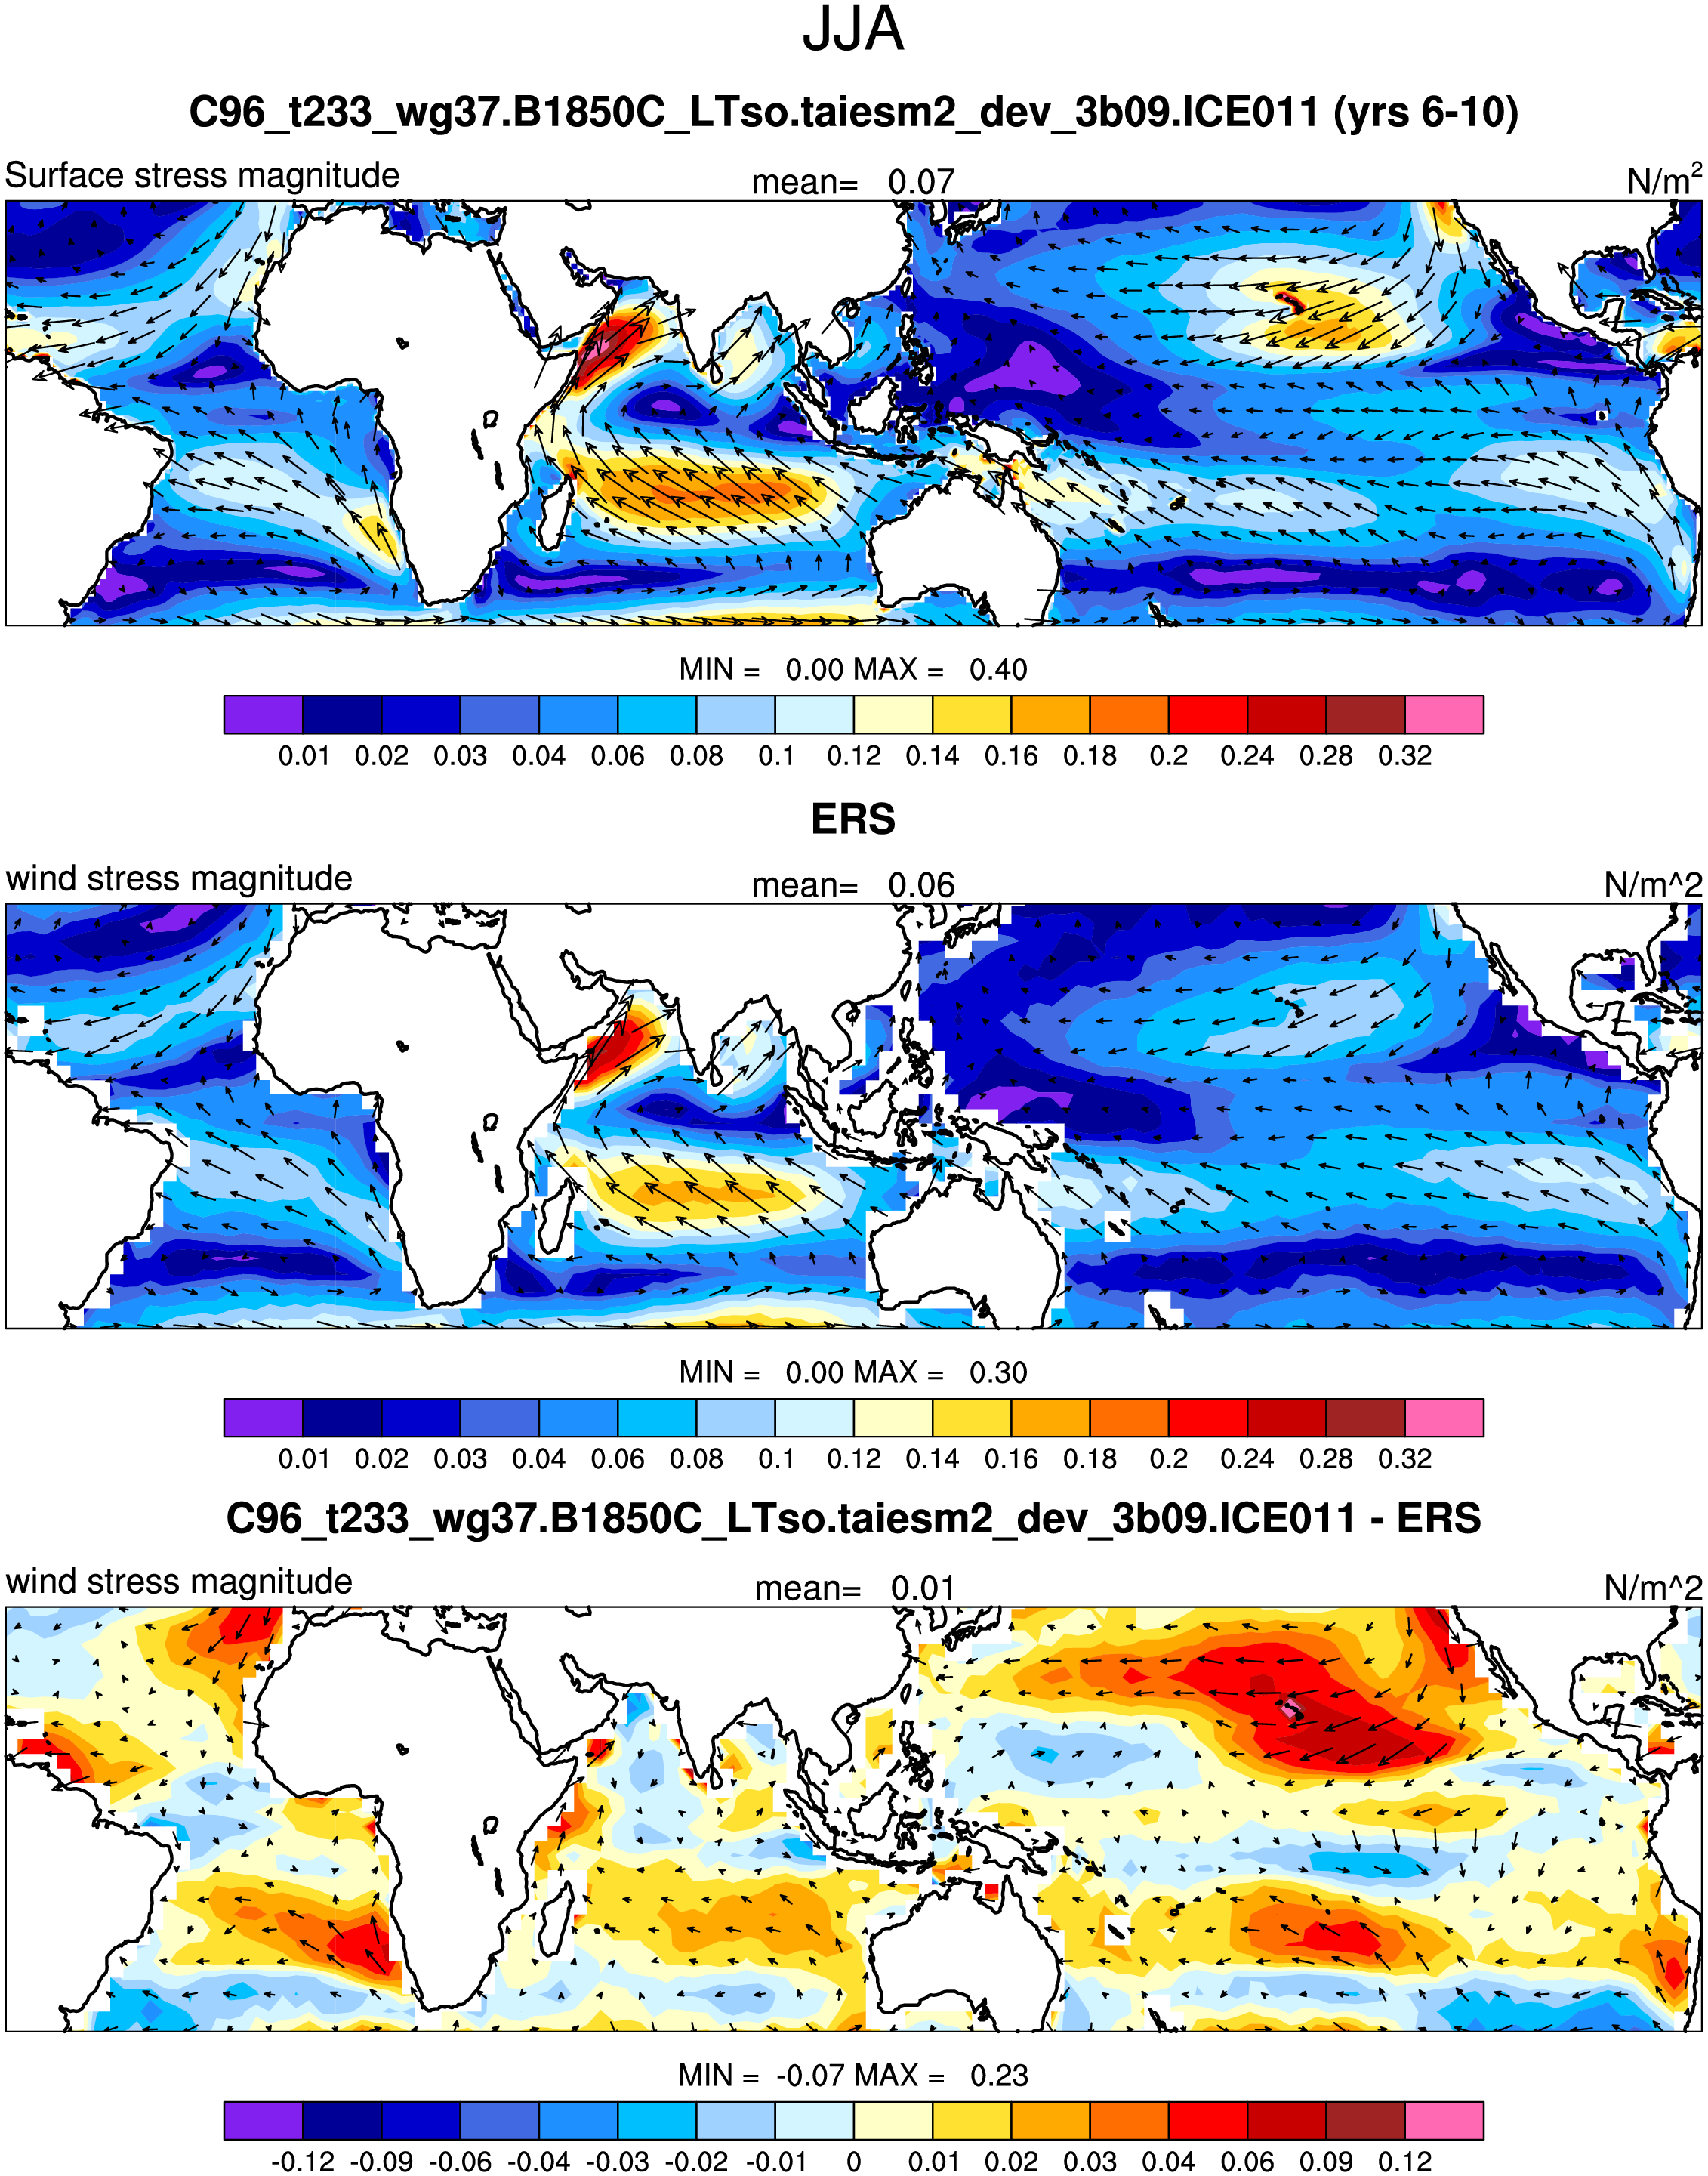 JJA
C96_t233_wg37.B1850C_LTso.taiesm2_dev_3b09.ICE011 (yrs 6-10)
Surface stress magnitude mean= 0.07 N/m2
MIN = 0.00 MAX = 0.40
0.01 0.02 0.03 0.04 0.06 0.08 0.1 0.12 0.14 0.16 0.18 0.2 0.24 0.28 0.32
ERS
wind stress magnitude mean= 0.06 N/m^2
MIN = 0.00 MAX = 0.30
0.01 0.02 0.03 0.04 0.06 0.08 0.1 0.12 0.14 0.16 0.18 0.2 0.24 0.28 0.32
C96_t233_wg37.B1850C_LTso.taiesm2_dev_3b09.ICE011 - ERS
wind stress magnitude mean= 0.01 N/m^2
MIN = -0.07 MAX = 0.23
-0.12 -0.09 -0.06 -0.04 -0.03 -0.02 -0.01 0 0.01 0.02 0.03 0.04 0.06 0.09 0.12